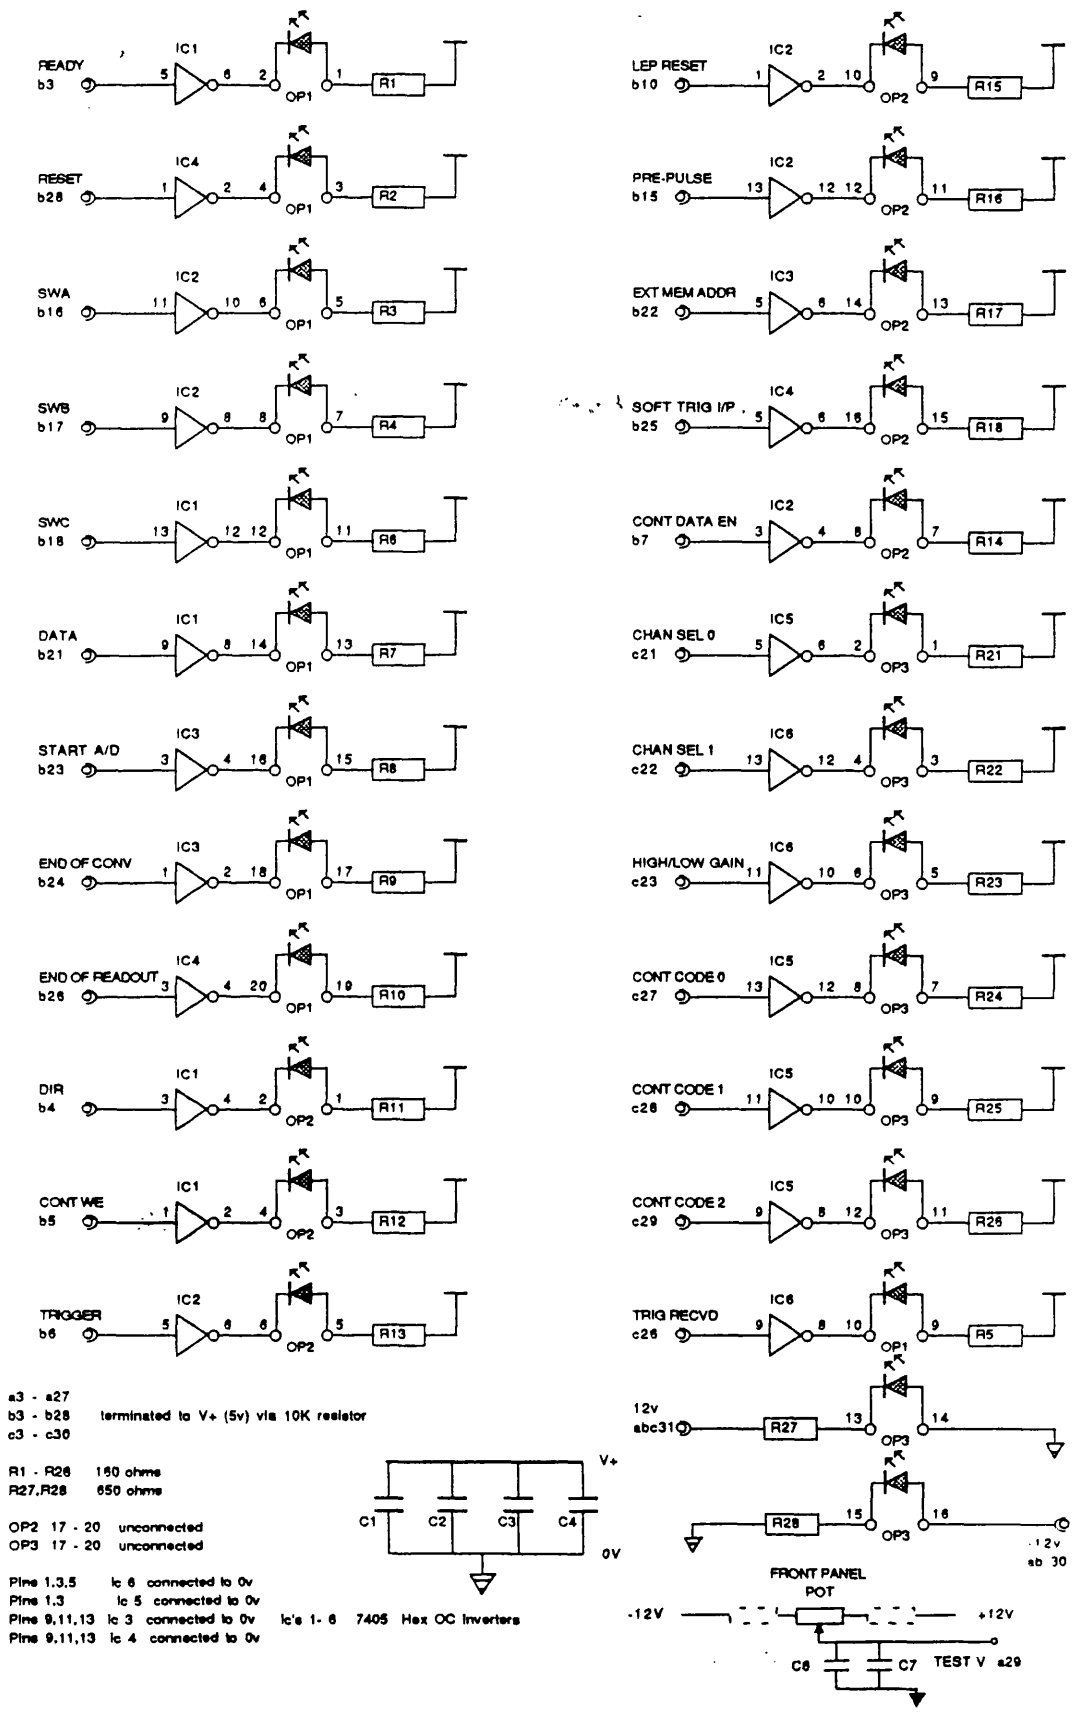 READY
b3
5
IC1
6
2
OP1
1
R1
RESET
b28
1
IC4
2
4
OP1
3
R2
SWA
b16
11
IC2
10
6
OP1
5
R3
SWB
b17
9
IC2
8
8
OP1
7
R4
SWC
b18
13
IC1
12
12
OP1
11
R6
DATA
b21
9
IC1
8
14
OP1
13
R7
START A/D
b23
3
IC3
4
16
OP1
15
R8
END OF CONV
b24
1
IC3
2
18
OP1
17
R9
END OF READOUT
b26
3
IC4
4
20
OP1
19
R10
DIR
b4
3
IC1
4
2
OP2
1
R11
CONT WE
b5
1
IC1
2
4
OP2
3
R12
TRIGGER
b6
5
IC2
6
6
OP2
5
R13
LEP RESET
b10
1
IC2
2
10
OP2
9
R15
PRE-PULSE
b15
13
IC2
12
12
OP2
11
R16
EXT MEM ADDR
b22
5
IC3
6
14
OP2
13
R17
SOFT TRIG I/P
b25
5
IC4
6
16
OP2
15
R18
CONT DATA EN
b7
3
IC2
4
8
OP2
7
R14
CHAN SEL 0
c21
5
IC5
6
2
OP3
1
R21
CHAN SEL 1
c22
13
IC6
12
4
OP3
3
R22
HIGH/LOW GAIN
c23
11
IC6
10
6
OP3
5
R23
CONT CODE 0
c27
13
IC5
12
8
OP3
7
R24
CONT CODE 1
c28
11
IC5
10
10
OP3
9
R25
CONT CODE 2
c29
9
IC5
8
12
OP3
11
R26
TRIG RECVD
c26
9
IC6
8
10
OP1
9
R5
12v
abc31
R27
13
OP3
14
R28
15
OP3
16
-12v
ab 30
a3 - a27
b3 - b28 terminated to V+ (5v) via 10K resistor
c3 - c30
R1 - R26 160 ohms
R27,R28 650 ohms
OP2 17 - 20 unconnected
OP3 17 - 20 unconnected
Pins 1.3.5 Ic 6 connected to 0v
Pins 1.3 Ic 5 connected to 0v
Pins 9,11,13 Ic 3 connected to 0v Ic's 1- 6 7405 Hex OC Inverters
Pins 9,11,13 Ic 4 connected to 0v
V+
C1
C2
C3
C4
0V
FRONT PANEL
POT
-12V
+12V
C6
C7
TEST V a29